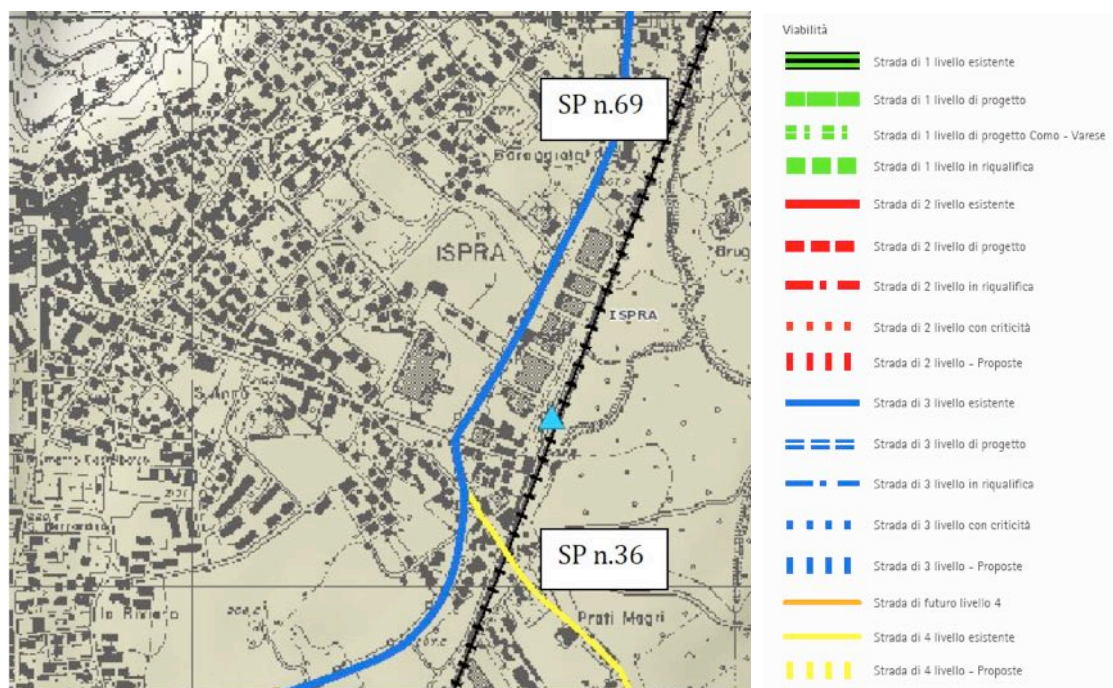 SP n.69
ISPRA
ISPRA
SP n.36
Prati Magri
Viabilità
Strada di 1 livello esistente
Strada di 1 livello di progetto
Strada di 1 livello di progetto Como - Varese
Strada di 1 livello in riqualifica
Strada di 2 livello esistente
Strada di 2 livello di progetto
Strada di 2 livello in riqualifica
Strada di 2 livello con criticità
Strada di 2 livello - Proposte
Strada di 3 livello esistente
Strada di 3 livello di progetto
Strada di 3 livello in riqualifica
Strada di 3 livello con criticità
Strada di 3 livello - Proposte
Strada di futuro livello 4
Strada di 4 livello esistente
Strada di 4 livello - Proposte